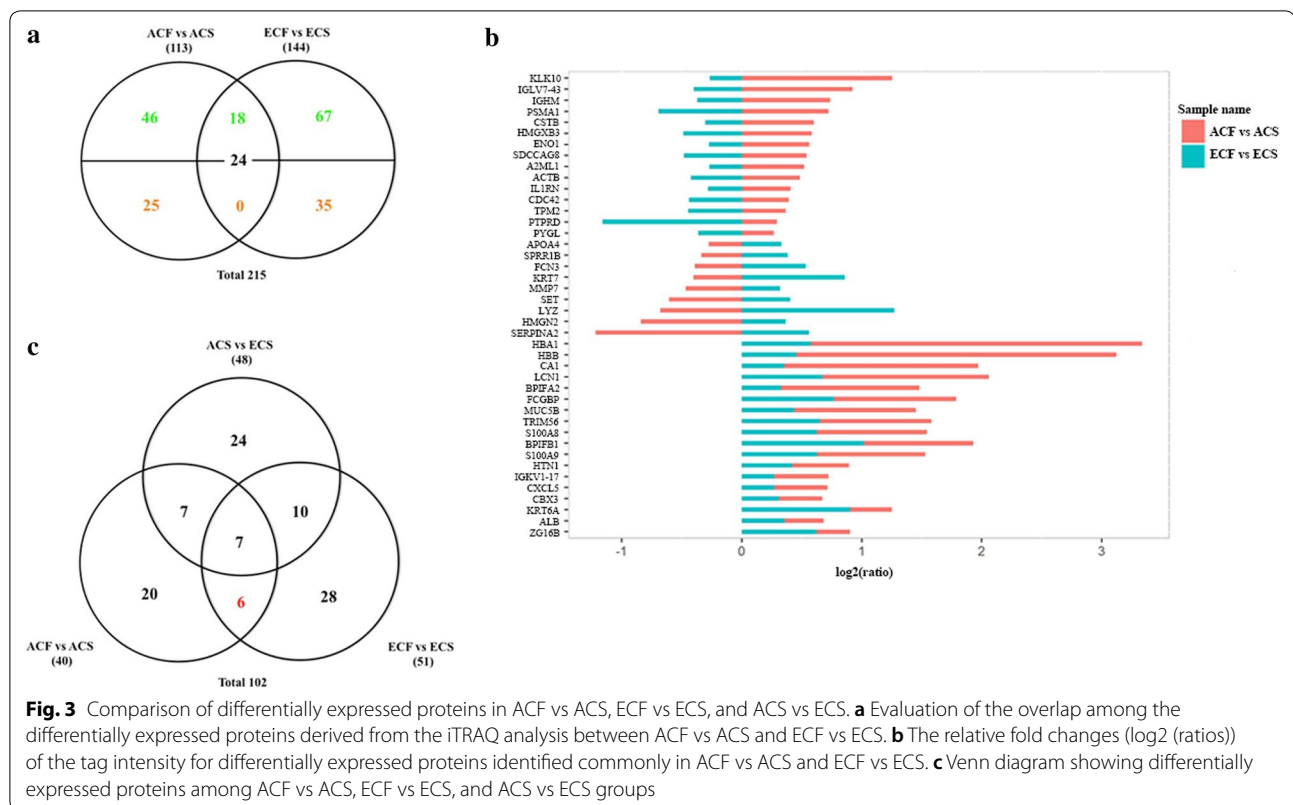 a
ACF vs ACS
(113)
ECF vs ECS
(144)
46
18
67
24
25
0
35
Total 215
b
KLK10
IGLV7-43
IGHM
PSMA1
CSTB
HMGXB3
ENO1
SDCCAG8
A2ML1
ACTB
IL1RN
CDC42
TPM2
PTPRD
PYGL
APOA4
SPRR1B
FCN3
KRT7
MMP7
SET
LYZ
HMGN2
SERPINA2
HBA1
HBB
CA1
LCN1
BPIFA2
FCGBP
MUC5B
TRIM56
S100A8
BPIFB1
S100A9
HTN1
IGKV1-17
CXCL5
CBX3
KRT6A
ALB
ZG16B
-1 0 1 2 3
log2(ratio)
Sample name
ACF vs ACS
ECF vs ECS
c
ACS vs ECS
(48)
24
7
10
7
20
6
28
ACF vs ACS
(40)
ECF vs ECS
(51)
Total 102
Fig. 3 Comparison of differentially expressed proteins in ACF vs ACS, ECF vs ECS, and ACS vs ECS. a Evaluation of the overlap among the
differentially expressed proteins derived from the iTRAQ analysis between ACF vs ACS and ECF vs ECS. b The relative fold changes (log2 (ratios))
of the tag intensity for differentially expressed proteins identified commonly in ACF vs ACS and ECF vs ECS. c Venn diagram showing differentially
expressed proteins among ACF vs ACS, ECF vs ECS, and ACS vs ECS groups